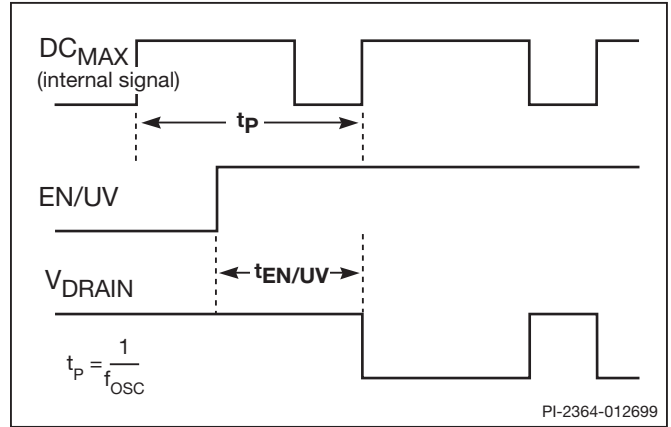 DCMAX
(internal signal)
tP
EN/UV
tEN/UV
VDRAIN
tP = 1/fOSC
PI-2364-012699